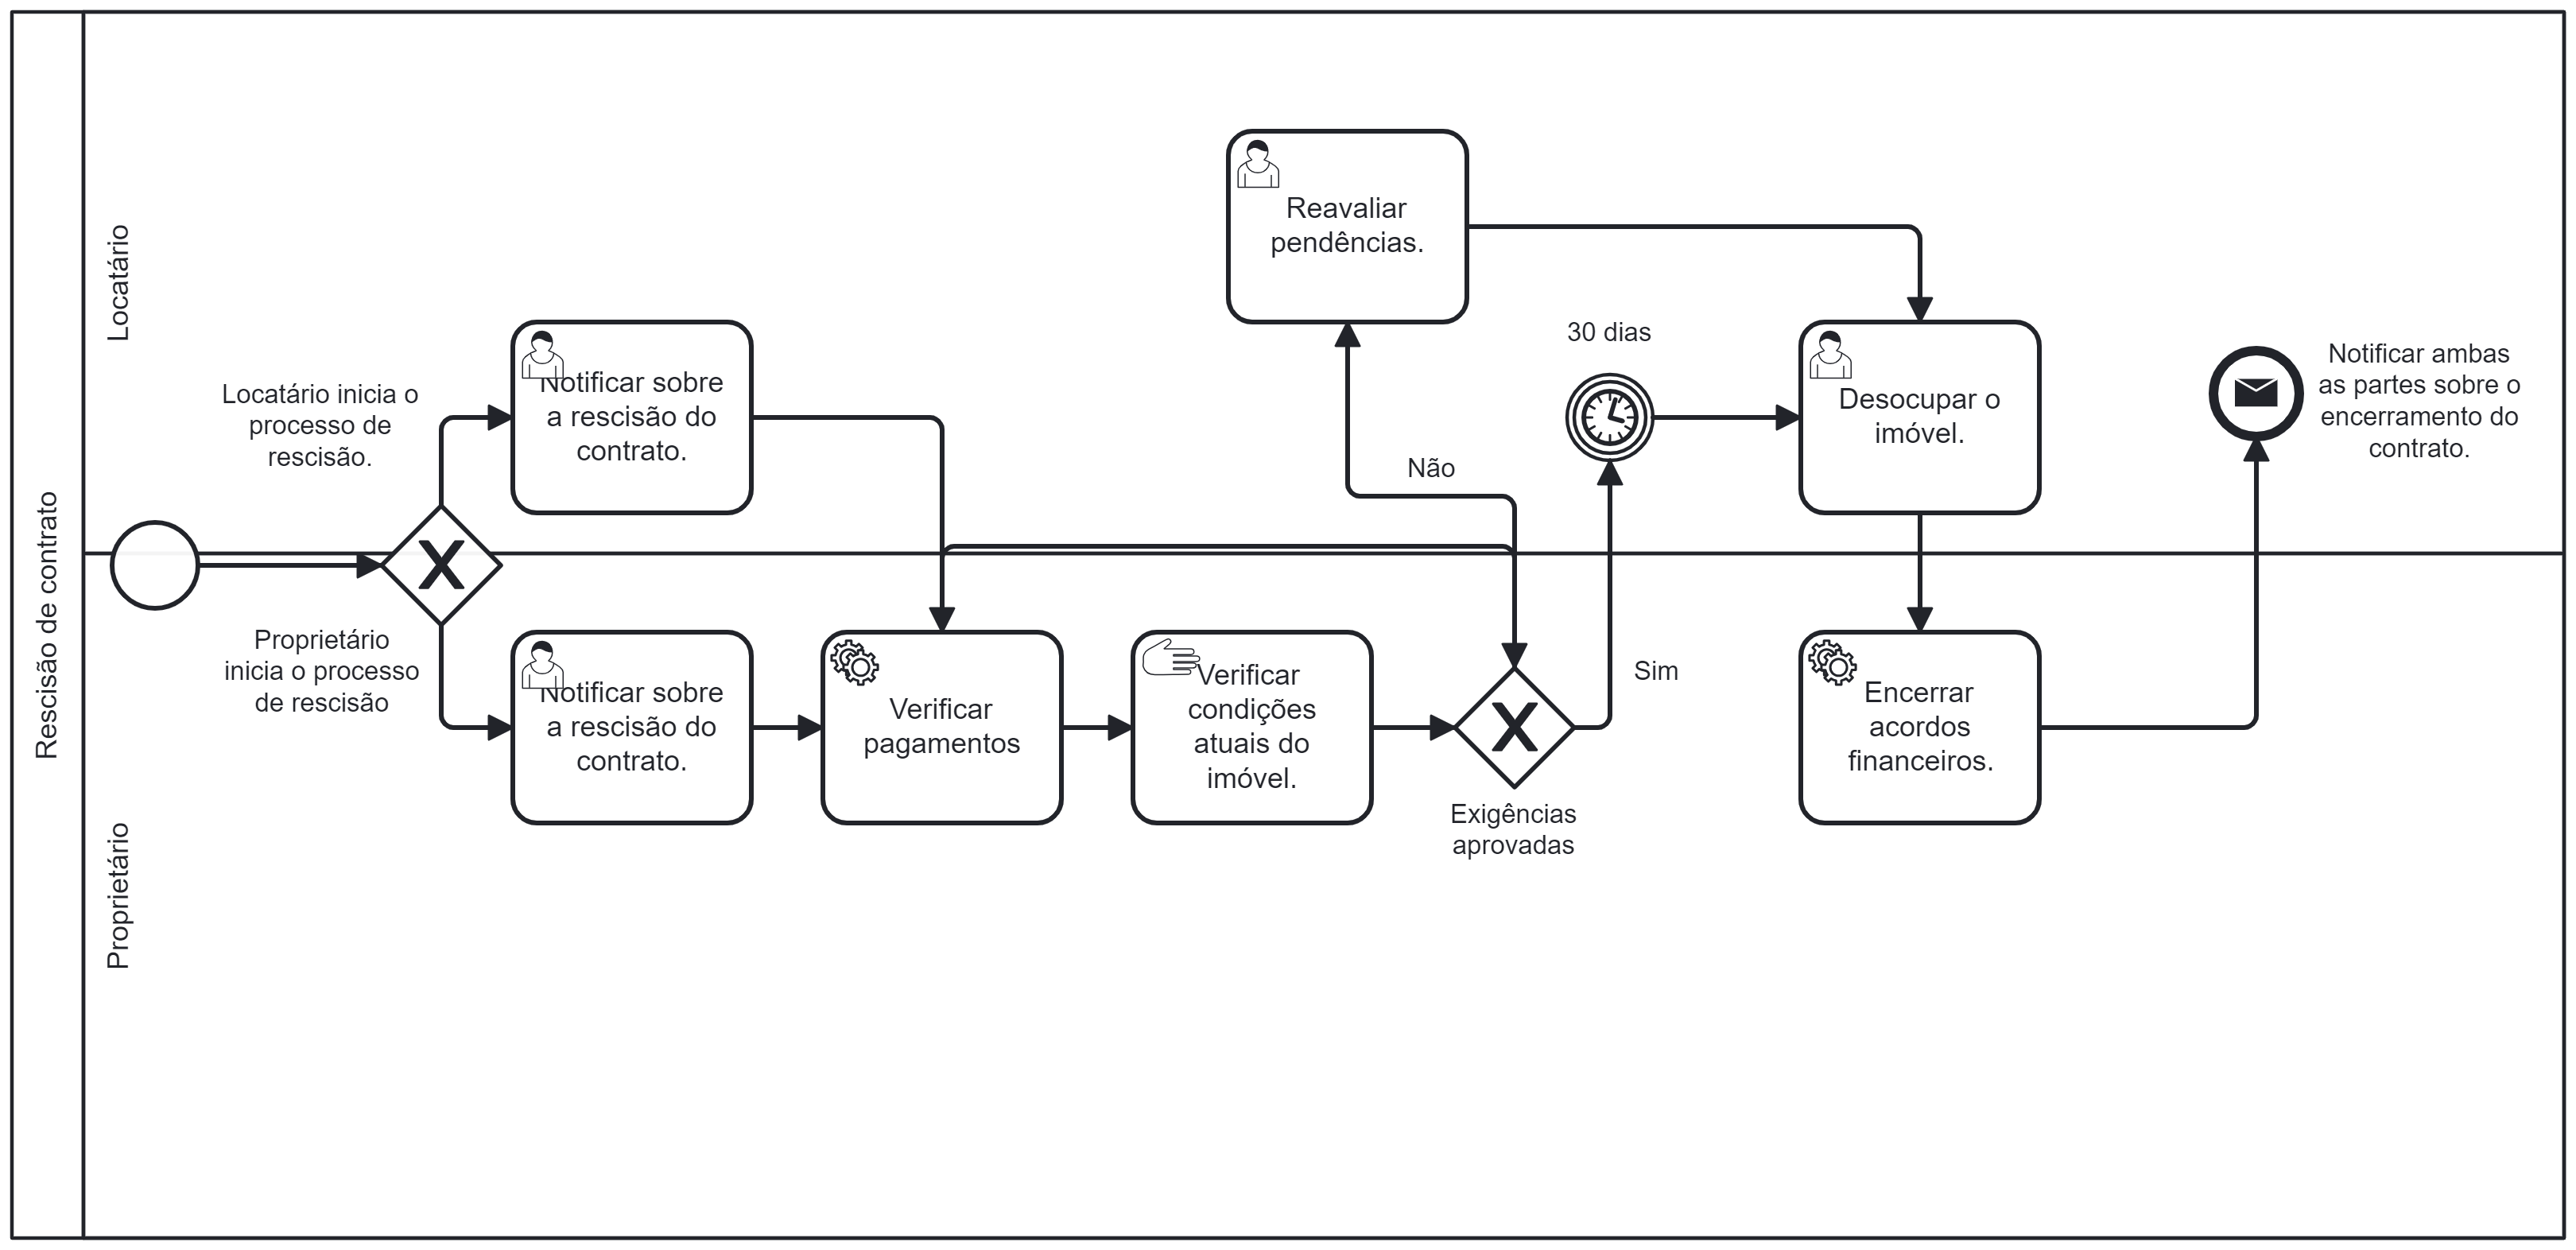 Rescisão de contrato
Locatário
Proprietário
Locatário inicia o
processo de
rescisão.
Proprietário
inicia o processo
de rescisão
Notificar sobre
a rescisão do
contrato.
Notificar sobre
a rescisão do
contrato.
Verificar
pagamentos
Verificar
condições
atuais do
imóvel.
Exigências
aprovadas
Não
Sim
Reavaliar
pendências.
30 dias
Desocupar o
imóvel.
Encerrar
acordos
financeiros.
Notificar ambas
as partes sobre o
encerramento do
contrato.